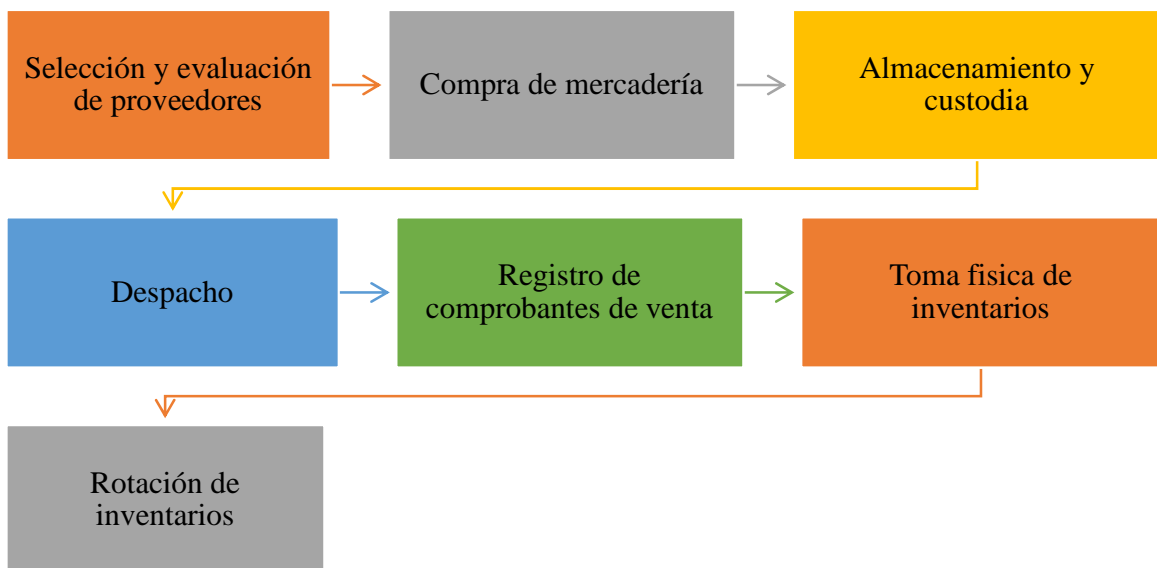 Selección y evaluación
de proveedores
Compra de mercadería
Almacenamiento y
custodia
Despacho
Registro de
comprobantes de venta
Toma fisica de
inventarios
Rotación de
inventarios